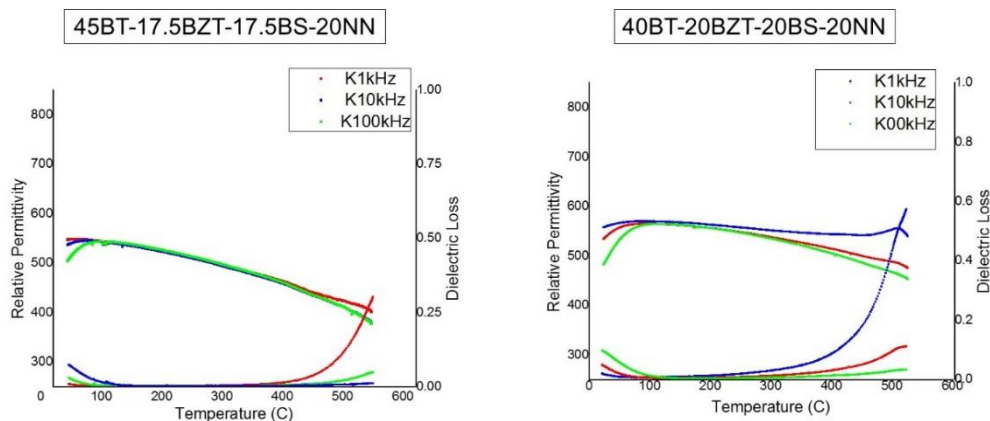 45BT-17.5BZT-17.5BS-20NN
K1kHz
K10kHz
K100kHz
Relative Permittivity
800
700
600
500
400
300
1.00
0.75
0.50
0.25
0.00
Dielectric Loss
0 100 200 300 400 500 600
Temperature (C)
40BT-20BZT-20BS-20NN
K1kHz
K10kHz
K00kHz
Relative Permittivity
800
700
600
500
400
300
1.0
0.8
0.6
0.4
0.2
0.0
Dielectric Loss
0 100 200 300 400 500 600
Temperature (C)